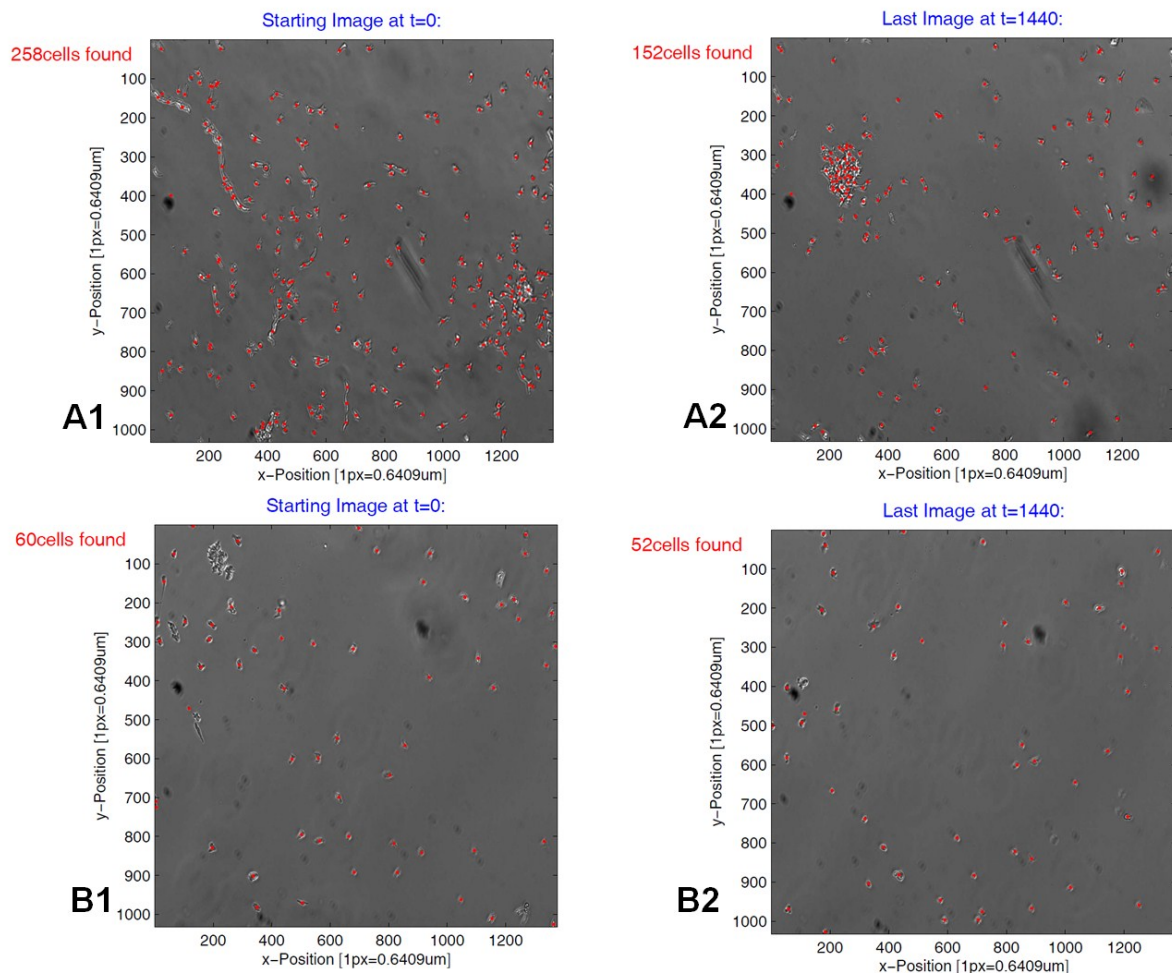 Starting Image at t=0:
258cells found
100
200
300
400
500
600
700
800
900
1000
y-Position [1px=0.6409um]
200 400 600 800 1000 1200
x-Position [1px=0.6409um]
A1
Last Image at t=1440:
152cells found
100
200
300
400
500
600
700
800
900
1000
y-Position [1px=0.6409um]
200 400 600 800 1000 1200
x-Position [1px=0.6409um]
A2
Starting Image at t=0:
60cells found
100
200
300
400
500
600
700
800
900
1000
y-Position [1px=0.6409um]
200 400 600 800 1000 1200
x-Position [1px=0.6409um]
B1
Last Image at t=1440:
52cells found
100
200
300
400
500
600
700
800
900
1000
y-Position [1px=0.6409um]
200 400 600 800 1000 1200
x-Position [1px=0.6409um]
B2